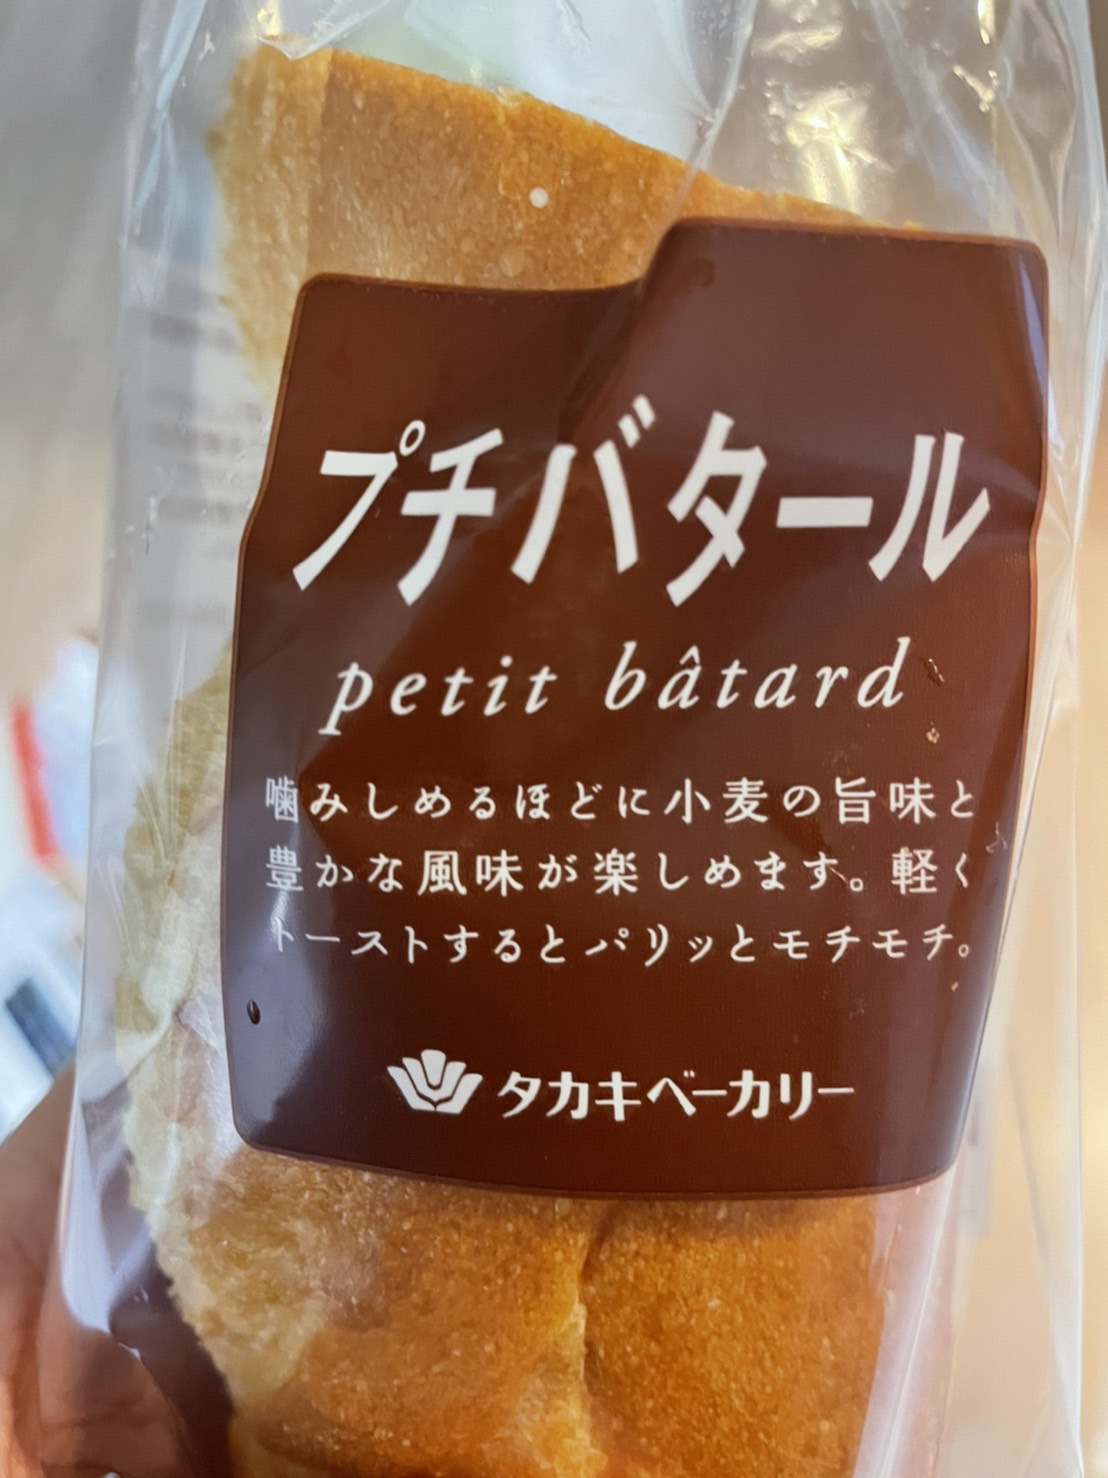 プチバタール
petit bâtard
噛みしめるほどに小麦の旨味と
豊かな風味が楽しめます。軽く
トーストするとパリッとモチモチ。
タカキベーカリー